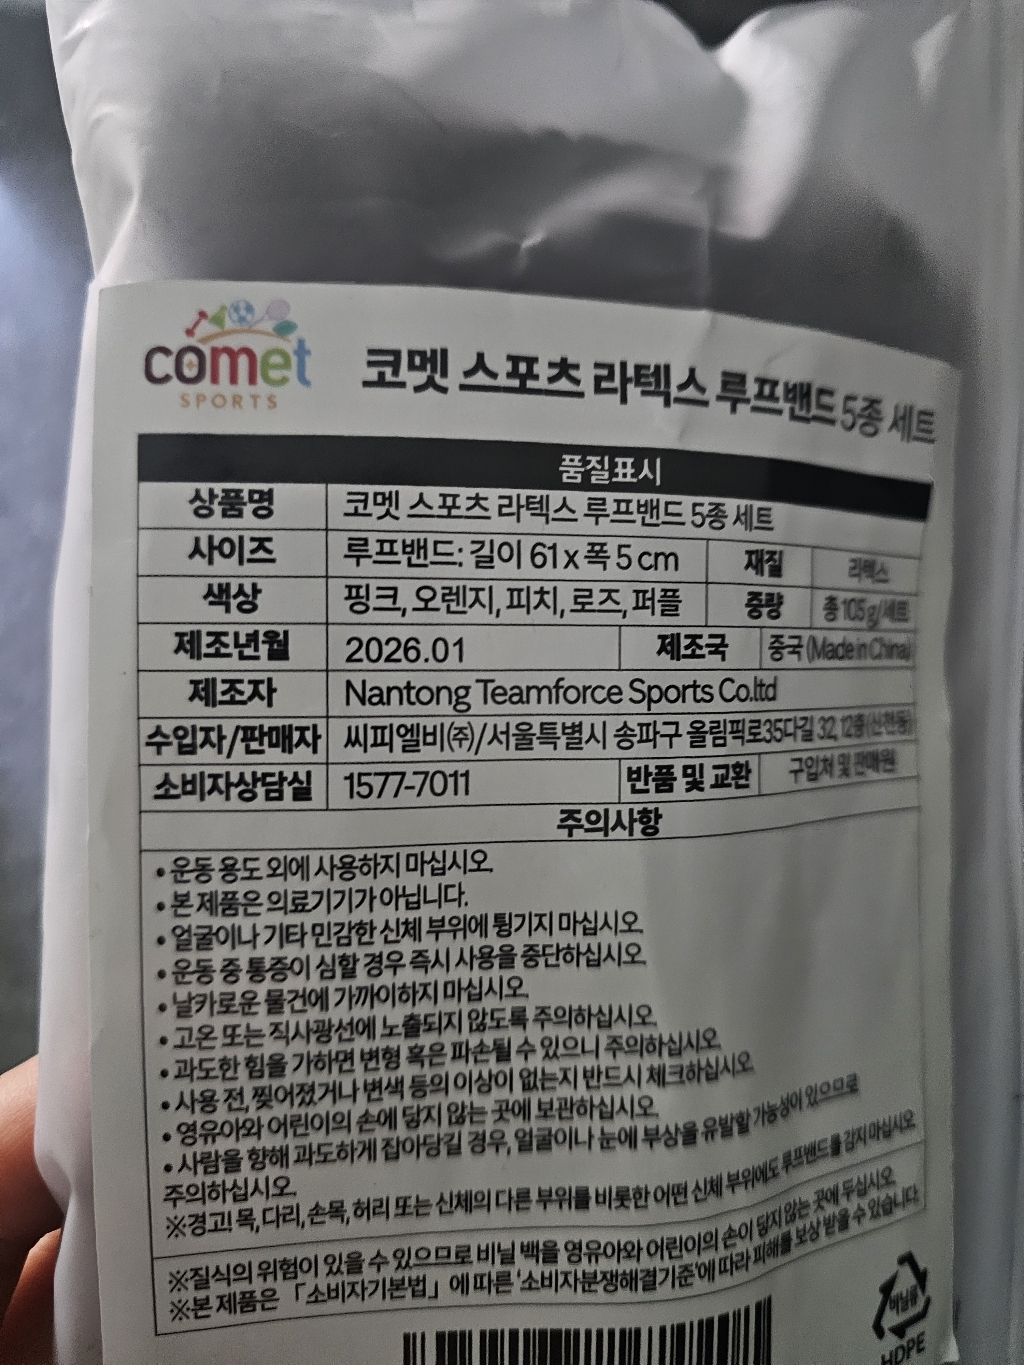 comet
SPORTS
코멧 스포츠 라텍스 루프밴드 5종 세트
품질표시
상품명 코멧 스포츠 라텍스 루프밴드 5종 세트
사이즈 루프밴드: 길이 61 x 폭 5 cm 재질 라텍스
색상 핑크, 오렌지, 피치, 로즈, 퍼플 중량 총 105 g/세트
제조년월 2026.01 제조국 중국 (Made in China)
제조자 Nantong Teamforce Sports Co.ltd
수입자/판매자 씨피엘비㈜/서울특별시 송파구 올림픽로35다길 32, 12층 (신천동)
소비자상담실 1577-7011 반품 및 교환 구입처 및 판매원
주의사항
• 운동 용도 외에 사용하지 마십시오.
• 본 제품은 의료기기가 아닙니다.
• 얼굴이나 기타 민감한 신체 부위에 튕기지 마십시오.
• 운동 중 통증이 심할 경우 즉시 사용을 중단하십시오.
• 날카로운 물건에 가까이하지 마십시오.
• 고온 또는 직사광선에 노출되지 않도록 주의하십시오.
• 과도한 힘을 가하면 변형 혹은 파손될 수 있으니 주의하십시오.
• 사용 전, 찢어졌거나 변색 등의 이상이 없는지 반드시 체크하십시오.
• 영유아와 어린이의 손에 닿지 않는 곳에 보관하십시오.
• 사람을 향해 과도하게 잡아당길 경우, 얼굴이나 눈에 부상을 유발할 가능성이 있으므로
주의하십시오.
※경고! 목, 다리, 손목, 허리 또는 신체의 다른 부위를 비롯한 어떤 신체 부위에도 루프밴드를 감지 마십시오.
※질식의 위험이 있을 수 있으므로 비닐 백을 영유아와 어린이의 손이 닿지 않는 곳에 두십시오.
※본 제품은 「소비자기본법」에 따른 '소비자분쟁해결기준'에 따라 피해를 보상 받을 수 있습니다.
비닐류
HDPE